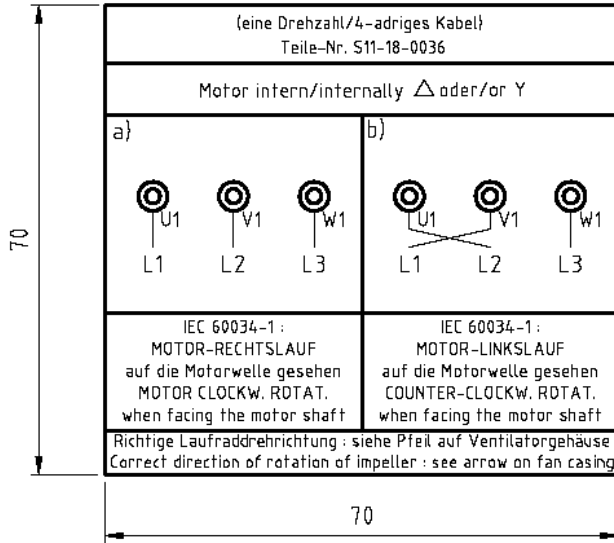 (eine Drehzahl/4-adriges Kabel)
Teile-Nr. S11-18-0036
Motor intern/internally △ oder/or Y
a)
U1 V1 W1
L1 L2 L3
b)
U1 V1 W1
L1 L2 L3
IEC 60034-1 :
MOTOR-RECHTSLAUF
auf die Motorwelle gesehen
MOTOR CLOCKW. ROTAT.
when facing the motor shaft
IEC 60034-1 :
MOTOR-LINKSLAUF
auf die Motorwelle gesehen
COUNTER-CLOCKW. ROTAT.
when facing the motor shaft
Richtige Laufraddrehrichtung : siehe Pfeil auf Ventilatorgehäuse
Correct direction of rotation of impeller : see arrow on fan casing
70
70